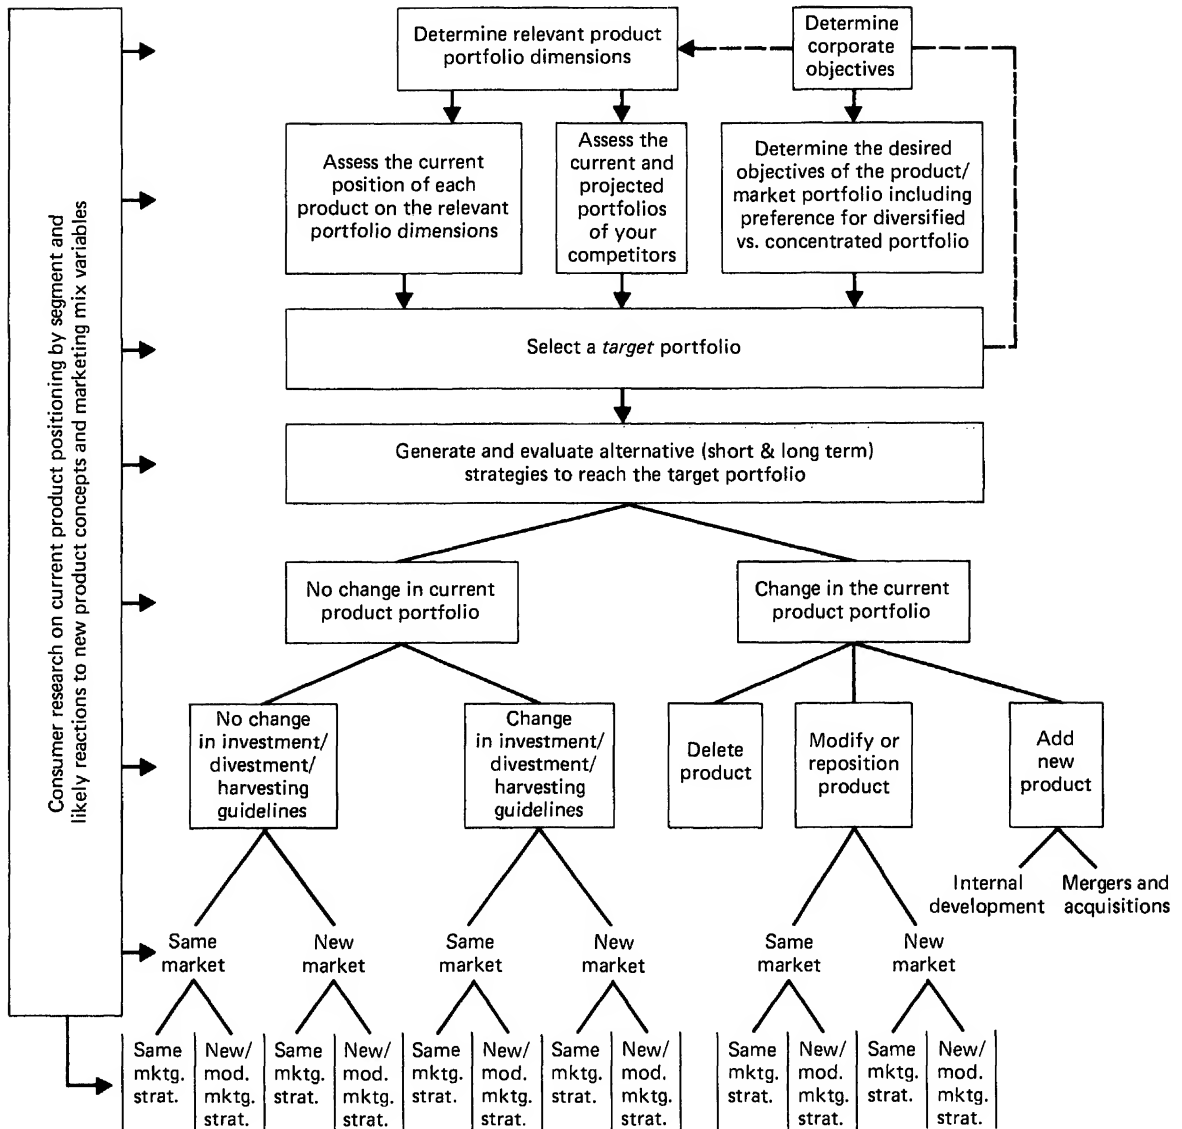 Consumer research on current product positioning by segment and
likely reactions to new product concepts and marketing mix variables
Determine relevant product
portfolio dimensions
Determine
corporate
objectives
Assess the current
position of each
product on the relevant
portfolio dimensions
Assess the
current and
projected
portfolios
of your
competitors
Determine the desired
objectives of the product/
market portfolio including
preference for diversified
vs. concentrated portfolio
Select a target portfolio
Generate and evaluate alternative (short & long term)
strategies to reach the target portfolio
No change in current
product portfolio
Change in the current
product portfolio
No change
in investment/
divestment/
harvesting
guidelines
Change
in investment/
divestment/
harvesting
guidelines
Delete
product
Modify or
reposition
product
Add
new
product
Internal
development
Mergers and
acquisitions
Same
market
New
market
Same
market
New
market
Same
market
New
market
Same
mktg.
strat.
New/
mod.
mktg.
strat.
Same
mktg.
strat.
New/
mod.
mktg.
strat.
Same
mktg.
strat.
New/
mod.
mktg.
strat.
Same
mktg.
strat.
New/
mod.
mktg.
strat.
Same
mktg.
strat.
New/
mod.
mktg.
strat.
Same
mktg.
strat.
New/
mod.
mktg.
strat.